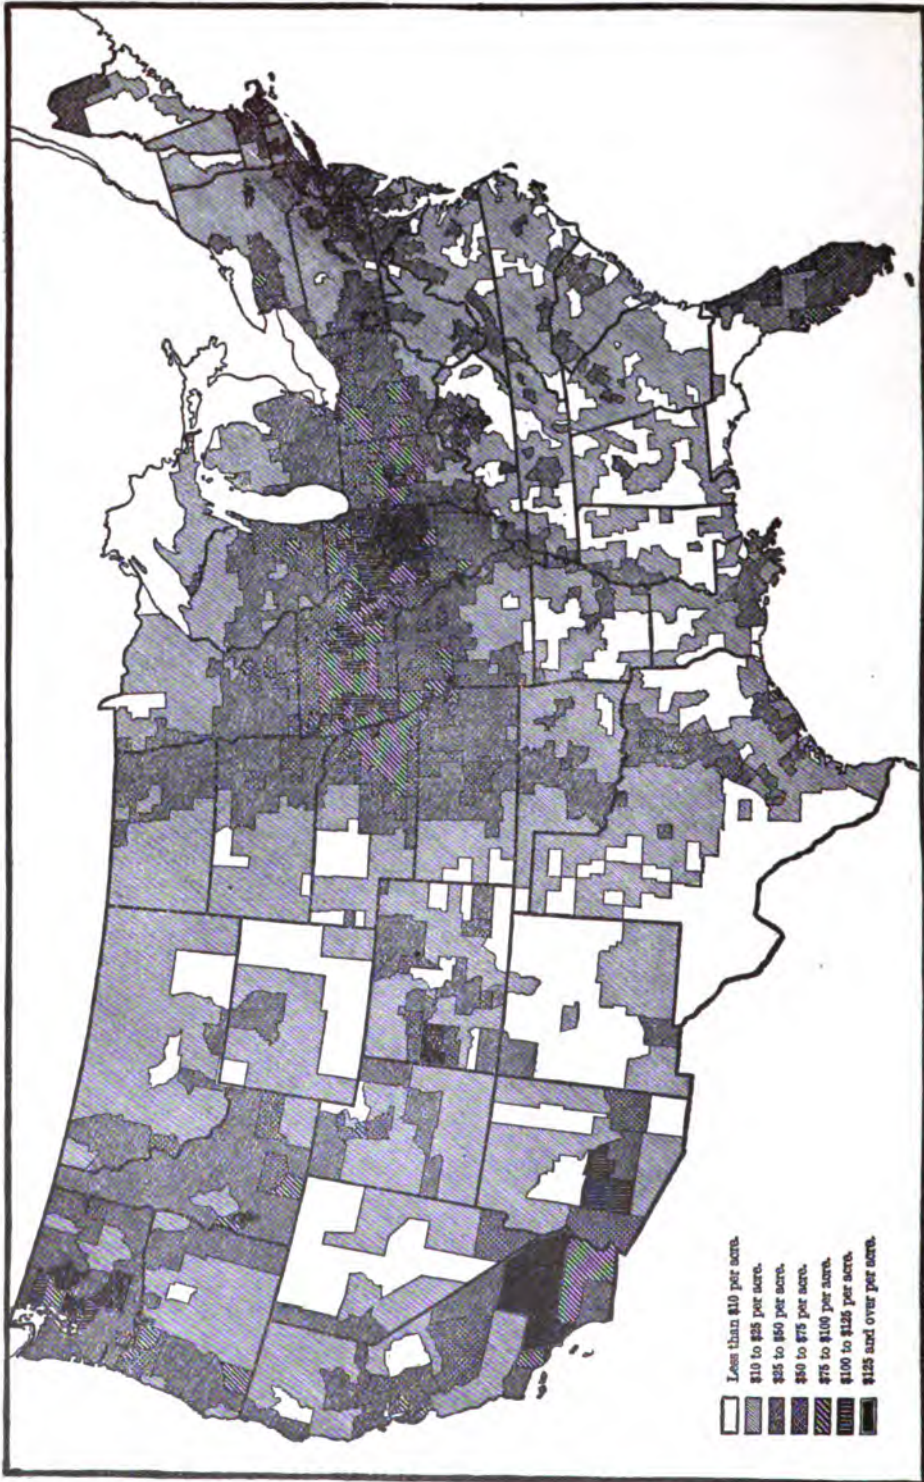 Less than $10 per acre.
$10 to $25 per acre.
$25 to $50 per acre.
$50 to $75 per acre.
$75 to $100 per acre.
$100 to $125 per acre.
$125 and over per acre.